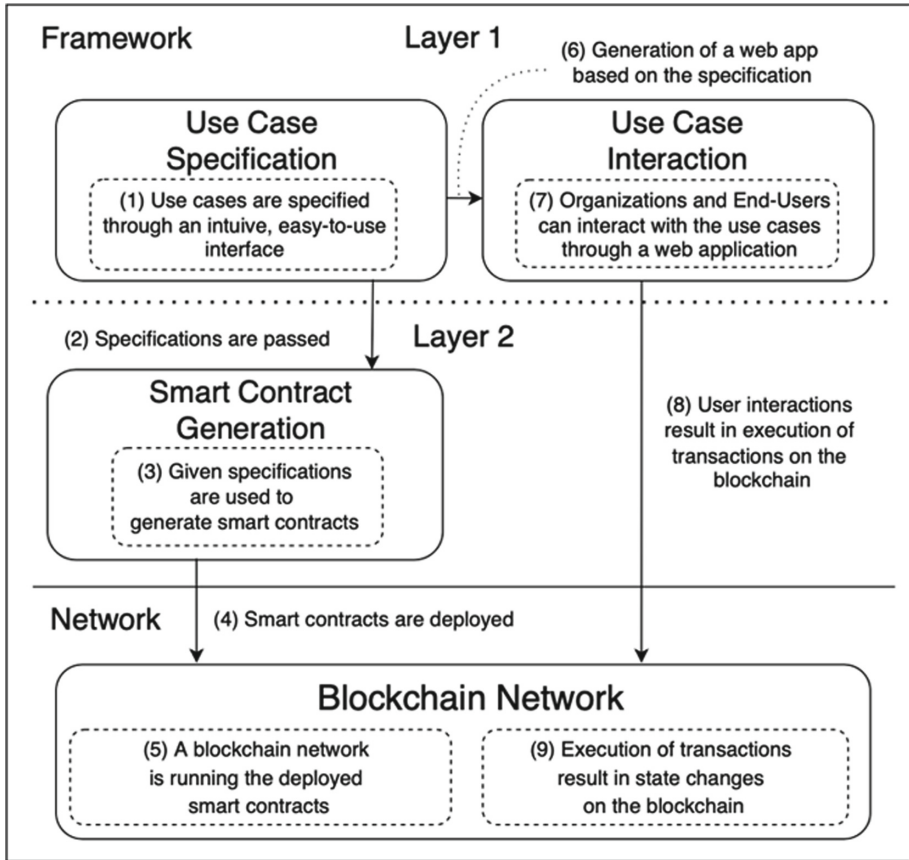 Framework
Layer 1
(6) Generation of a web app
based on the specification
Use Case
Specification
(1) Use cases are specified
through an intuive, easy-to-use
interface
Use Case
Interaction
(7) Organizations and End-Users
can interact with the use cases
through a web application
(2) Specifications are passed
Layer 2
Smart Contract
Generation
(3) Given specifications
are used to
generate smart contracts
(8) User interactions
result in execution of
transactions on the
blockchain
Network
(4) Smart contracts are deployed
Blockchain Network
(5) A blockchain network
is running the deployed
smart contracts
(9) Execution of transactions
result in state changes
on the blockchain